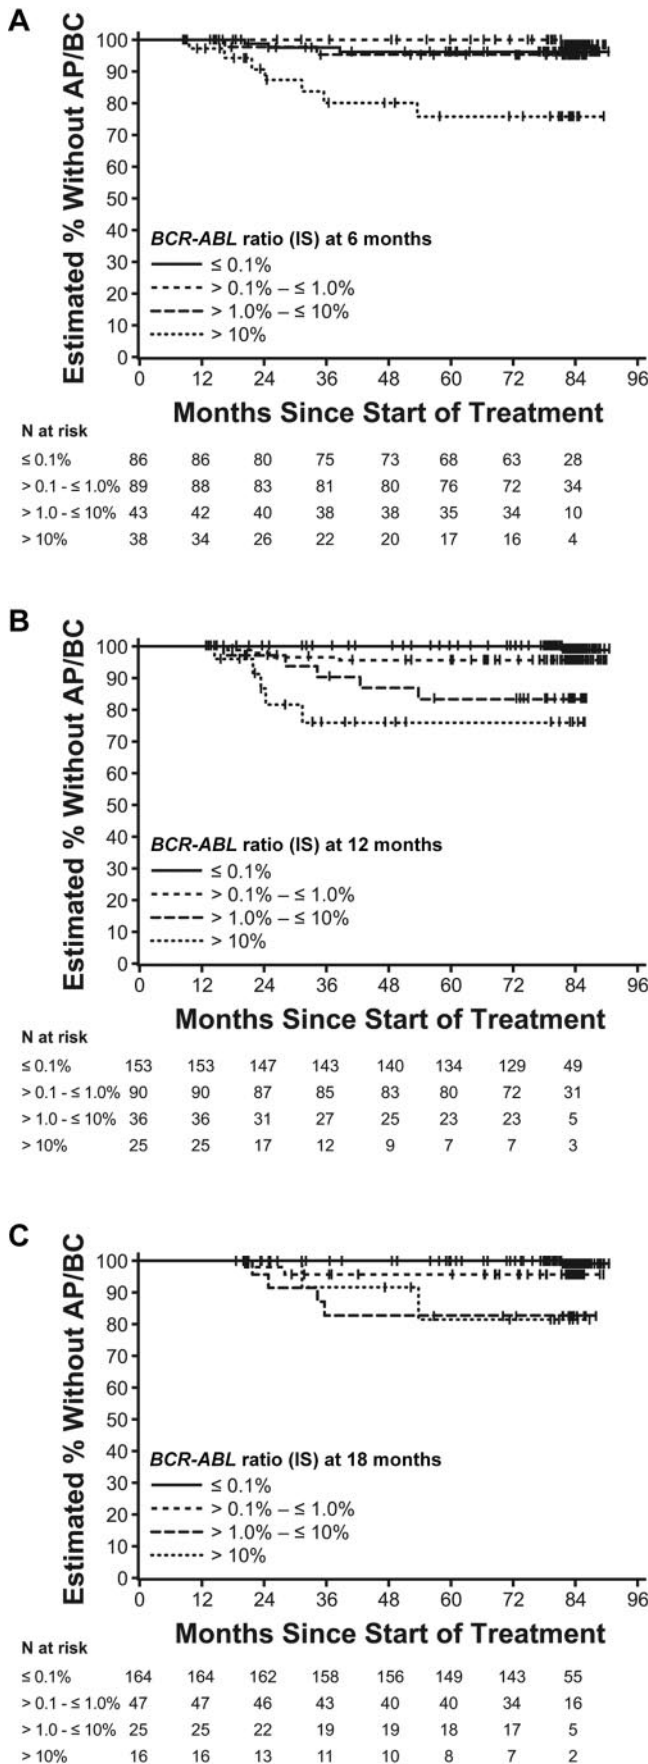 A
Estimated % Without AP/BC
100
90
80
70
60
50
40
30
20
10
0
BCR-ABL ratio (IS) at 6 months
≤ 0.1%
> 0.1% – ≤ 1.0%
> 1.0% – ≤ 10%
> 10%
0 12 24 36 48 60 72 84 96
Months Since Start of Treatment
N at risk
≤ 0.1% 86 86 80 75 73 68 63 28
> 0.1 - ≤ 1.0% 89 88 83 81 80 76 72 34
> 1.0 - ≤ 10% 43 42 40 38 38 35 34 10
> 10% 38 34 26 22 20 17 16 4
B
Estimated % Without AP/BC
100
90
80
70
60
50
40
30
20
10
0
BCR-ABL ratio (IS) at 12 months
≤ 0.1%
> 0.1% – ≤ 1.0%
> 1.0% – ≤ 10%
> 10%
0 12 24 36 48 60 72 84 96
Months Since Start of Treatment
N at risk
≤ 0.1% 153 153 147 143 140 134 129 49
> 0.1 - ≤ 1.0% 90 90 87 85 83 80 72 31
> 1.0 - ≤ 10% 36 36 31 27 25 23 23 5
> 10% 25 25 17 12 9 7 7 3
C
Estimated % Without AP/BC
100
90
80
70
60
50
40
30
20
10
0
BCR-ABL ratio (IS) at 18 months
≤ 0.1%
> 0.1% – ≤ 1.0%
> 1.0% – ≤ 10%
> 10%
0 12 24 36 48 60 72 84 96
Months Since Start of Treatment
N at risk
≤ 0.1% 164 164 162 158 156 149 143 55
> 0.1 - ≤ 1.0% 47 47 46 43 40 40 34 16
> 1.0 - ≤ 10% 25 25 22 19 19 18 17 5
> 10% 16 16 13 11 10 8 7 2